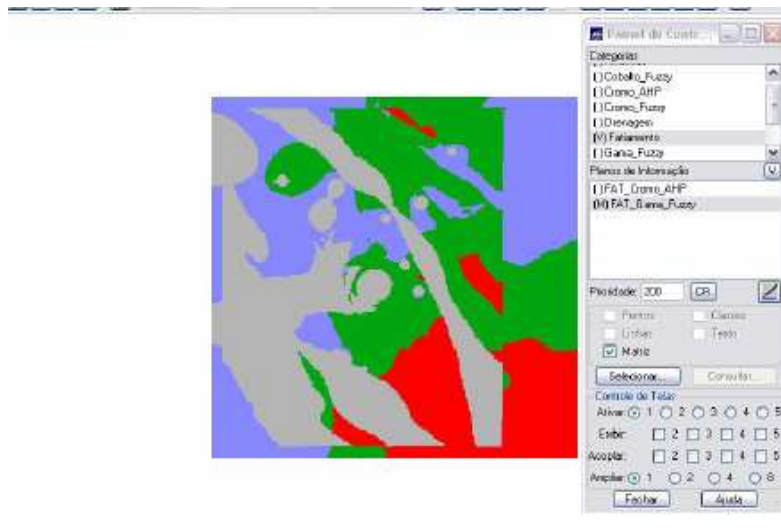 Painel de Contr...
Categorias
( ) Cobalto_Fuzzy
( ) Cromo_AHP
( ) Cromo_Fuzzy
( ) Drenagem
(V) Fatiamento
( ) Gama_Fuzzy
Planos de Informação
( ) FAT_Cromo_AHP
(M) FAT_Gama_Fuzzy
Prioridade: 200 CR
Pontos Classes
Linhas Texto
Matriz
Selecionar... Consultar...
Controle de Telas
Ativar: 1 2 3 4 5
Exibir: 2 3 4 5
Acoplar: 2 3 4 5
Ampliar: 1 2 4 8
Fechar Ajuda